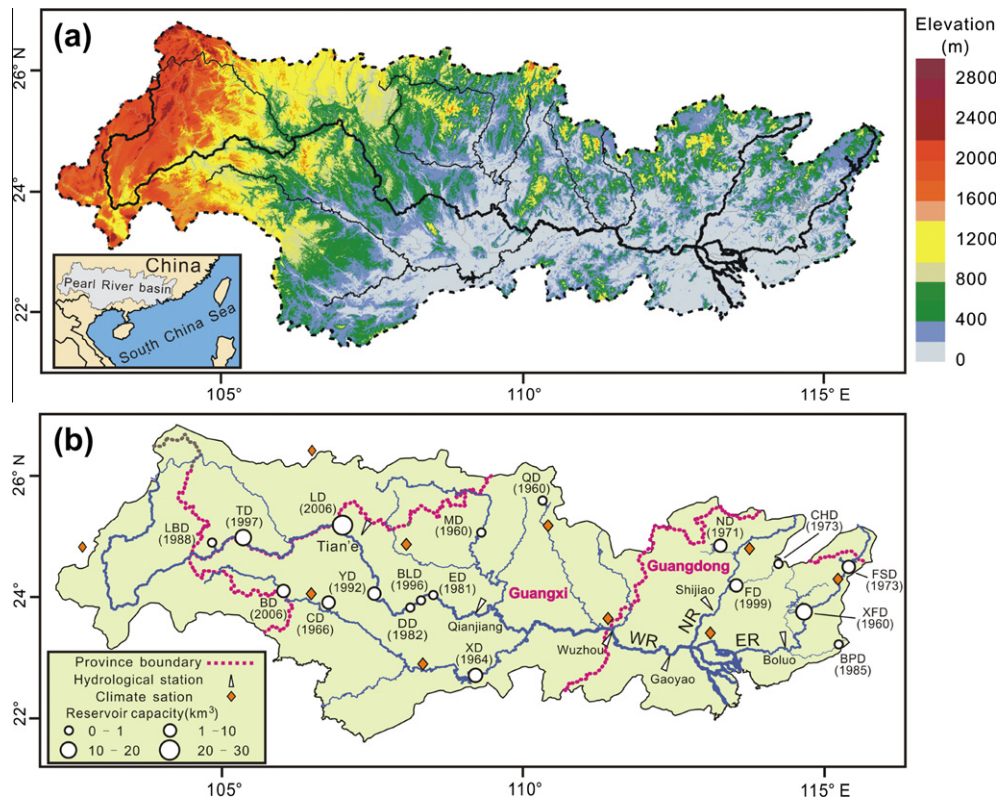 (a)
Elevation
(m)
2800
2400
2000
1600
1200
800
400
0
26° N
24°
22°
China
Pearl River basin
South China Sea
105°
110°
115° E
(b)
26° N
24°
22°
QD
(1960)
LD
(2006)
TD
(1997)
LBD
(1988)
MD
(1960)
ND
(1971)
CHD
(1973)
Tian'e
Guangdong
FSD
(1973)
YD
(1992)
BLD
(1996)
ED
(1981)
Guangxi
Shijiao
FD
(1999)
XFD
(1960)
BD
(2006)
CD
(1966)
DD
(1982)
Qianjiang
NR
XD
(1964)
Wuzhou
WR
ER
Gaoyao
Boluo
BPD
(1985)
Province boundary
Hydrological station
Climate sation
Reservoir capacity(km³)
0 – 1
1 –10
10 – 20
20 – 30
105°
110°
115° E